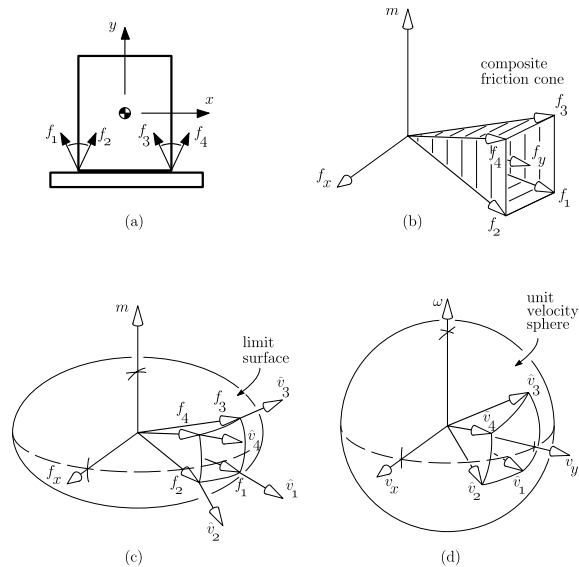 y
x
f1
f2
f3
f4
(a)
m
composite
friction cone
f3
f4
fy
fx
f1
f2
(b)
m
limit
surface
v̂3
f3
f4
v̂4
fx
f2
f1
v̂1
v̂2
(c)
ω
unit
velocity
sphere
v̂3
v4
vy
vx
v̂2
v̂1
(d)